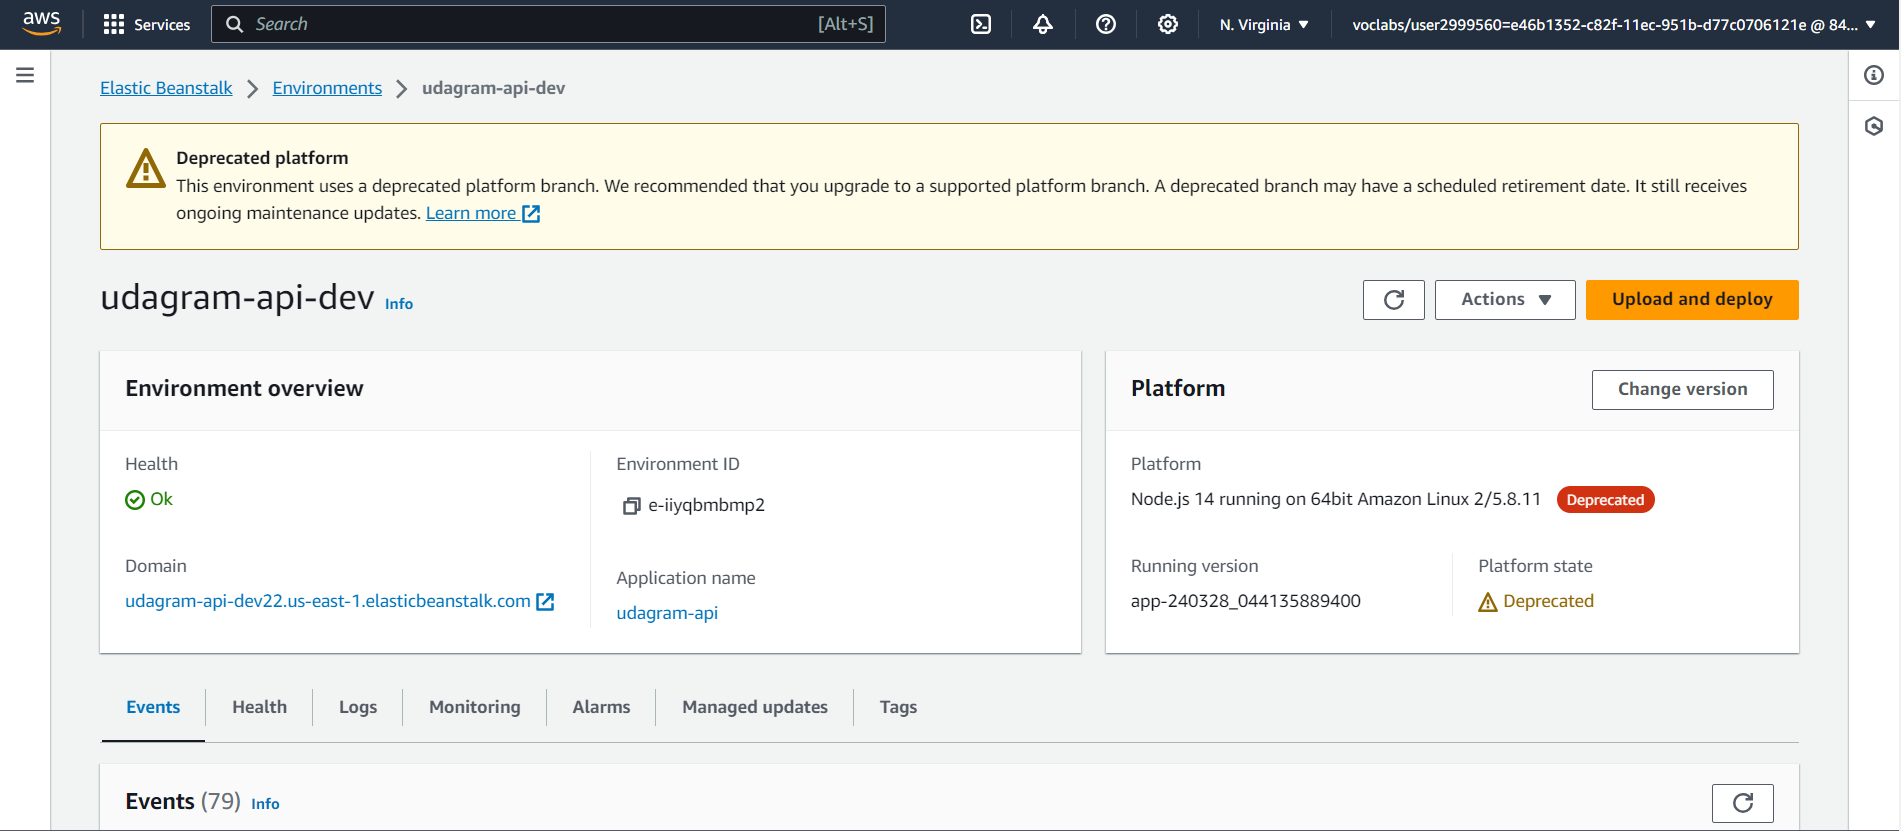 aws
Services
Search [Alt+S]
N. Virginia
voclabs/user2999560=e46b1352-c82f-11ec-951b-d77c0706121e @ 84...
Elastic Beanstalk > Environments > udagram-api-dev
Deprecated platform
This environment uses a deprecated platform branch. We recommended that you upgrade to a supported platform branch. A deprecated branch may have a scheduled retirement date. It still receives
ongoing maintenance updates. Learn more
udagram-api-dev Info
Actions
Upload and deploy
Environment overview
Health
Ok
Environment ID
e-iiyqbmbmp2
Domain
udagram-api-dev22.us-east-1.elasticbeanstalk.com
Application name
udagram-api
Platform
Change version
Platform
Node.js 14 running on 64bit Amazon Linux 2/5.8.11 Deprecated
Running version
app-240328_044135889400
Platform state
Deprecated
Events Health Logs Monitoring Alarms Managed updates Tags
Events (79) Info